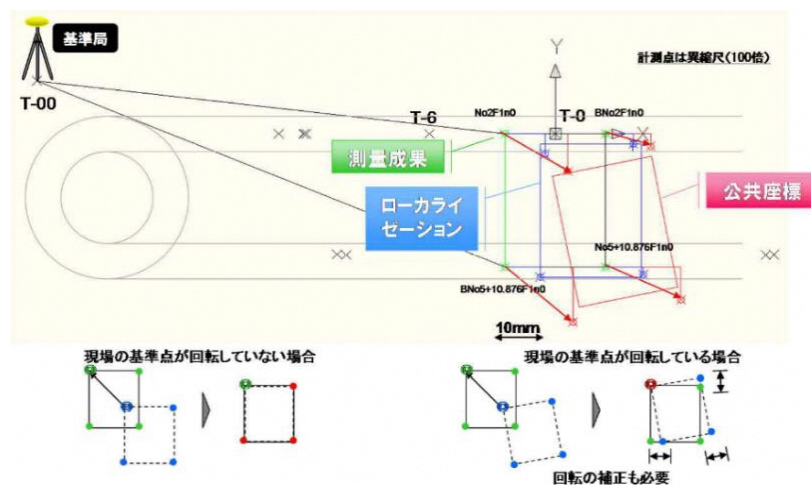 基準局
T-00
Y
計測点は異縮尺(100倍)
No2F1n0
BNo2F1n0
T-6
T-0
X
測量成果
ローカライ
ゼーション
公共座標
No5+10.876F1n0
BNo5+10.876F1n0
10mm
現場の基準点が回転していない場合
現場の基準点が回転している場合
回転の補正も必要